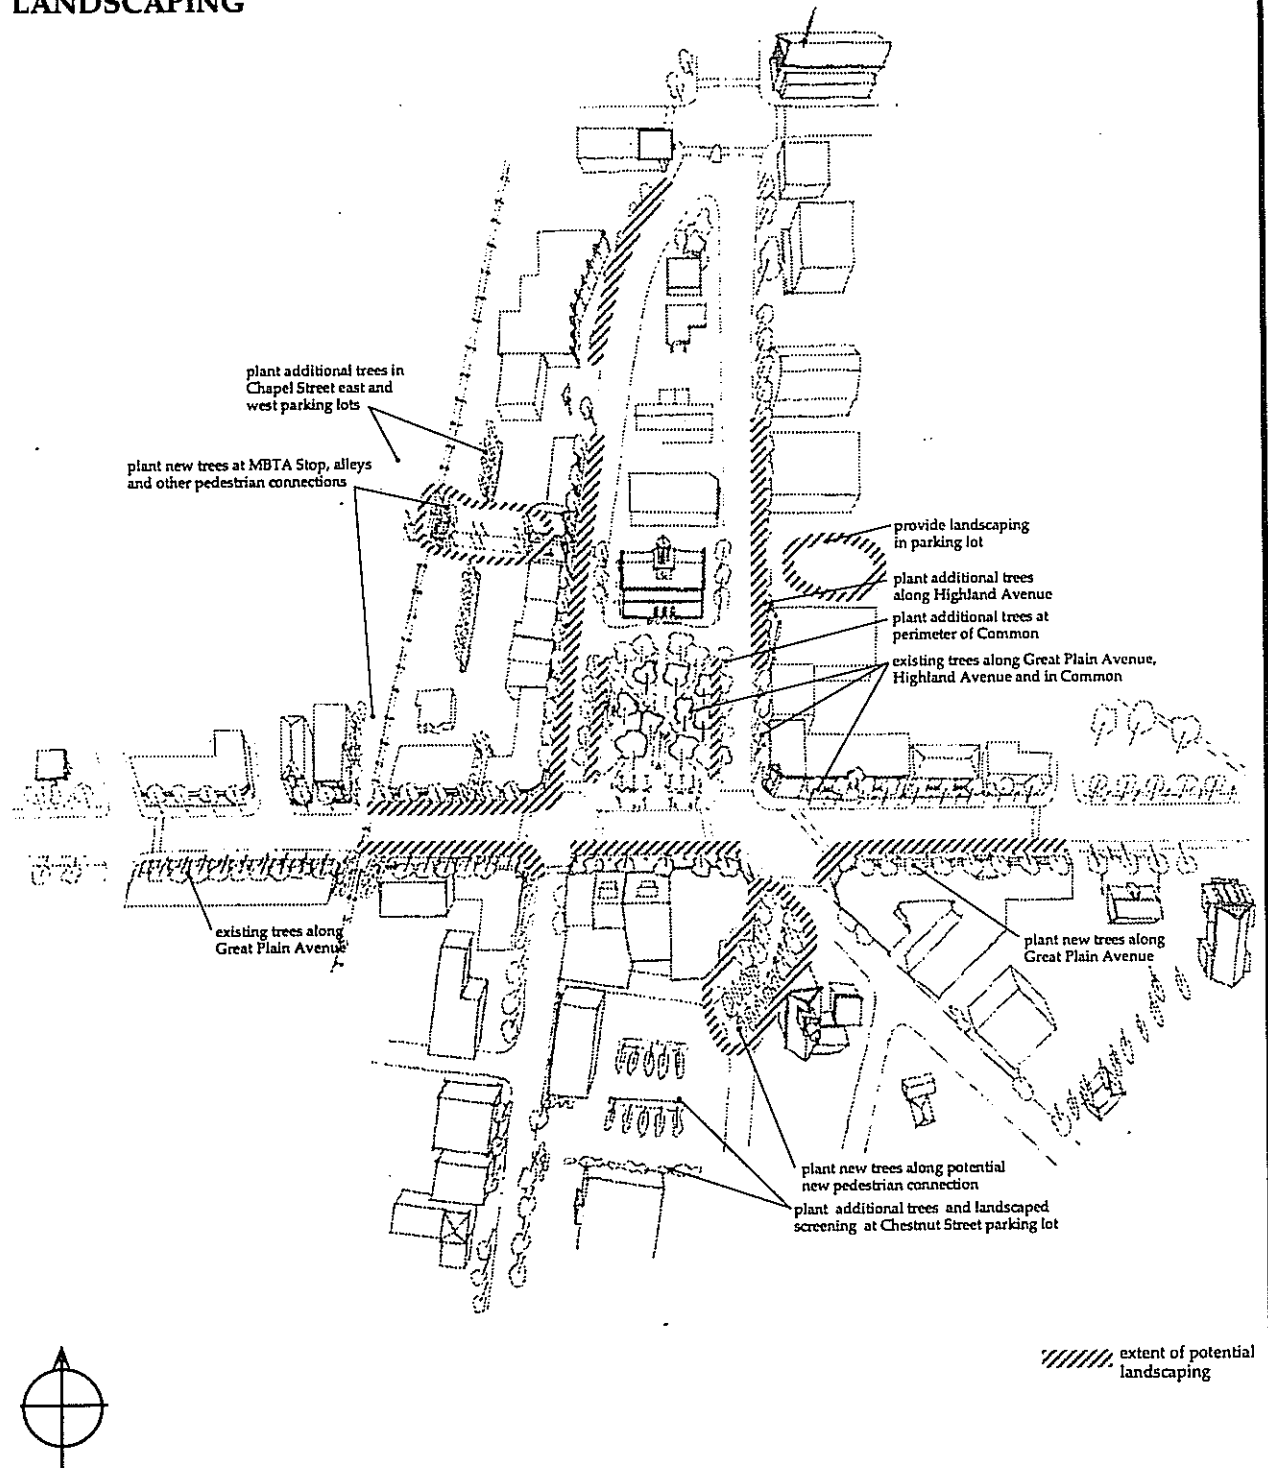 LANDSCAPING
plant additional trees in
Chapel Street east and
west parking lots
plant new trees at MBTA Stop, alleys
and other pedestrian connections
provide landscaping
in parking lot
plant additional trees
along Highland Avenue
plant additional trees at
perimeter of Common
existing trees along Great Plain Avenue,
Highland Avenue and in Common
existing trees along
Great Plain Avenue
plant new trees along
Great Plain Avenue
plant new trees along potential
new pedestrian connection
plant additional trees and landscaped
screening at Chestnut Street parking lot
extent of potential
landscaping